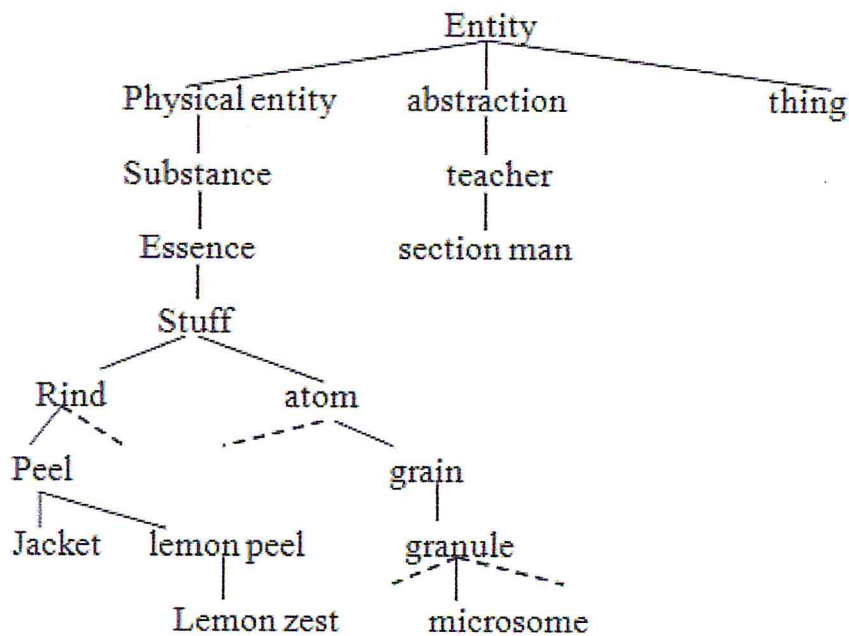 Entity
Physical entity abstraction thing
Substance teacher
Essence section man
Stuff
Rind atom
Peel grain
Jacket lemon peel granule
Lemon zest microsome